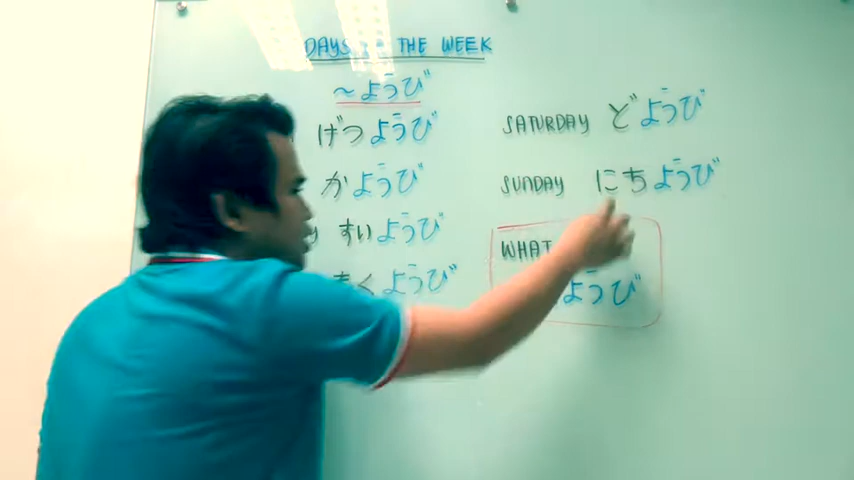 DAYS THE WEEK
～ようび
げつようび
かようび
すいようび
くようび
SATURDAY どようび
SUNDAY にちようび
WHAT
ようび